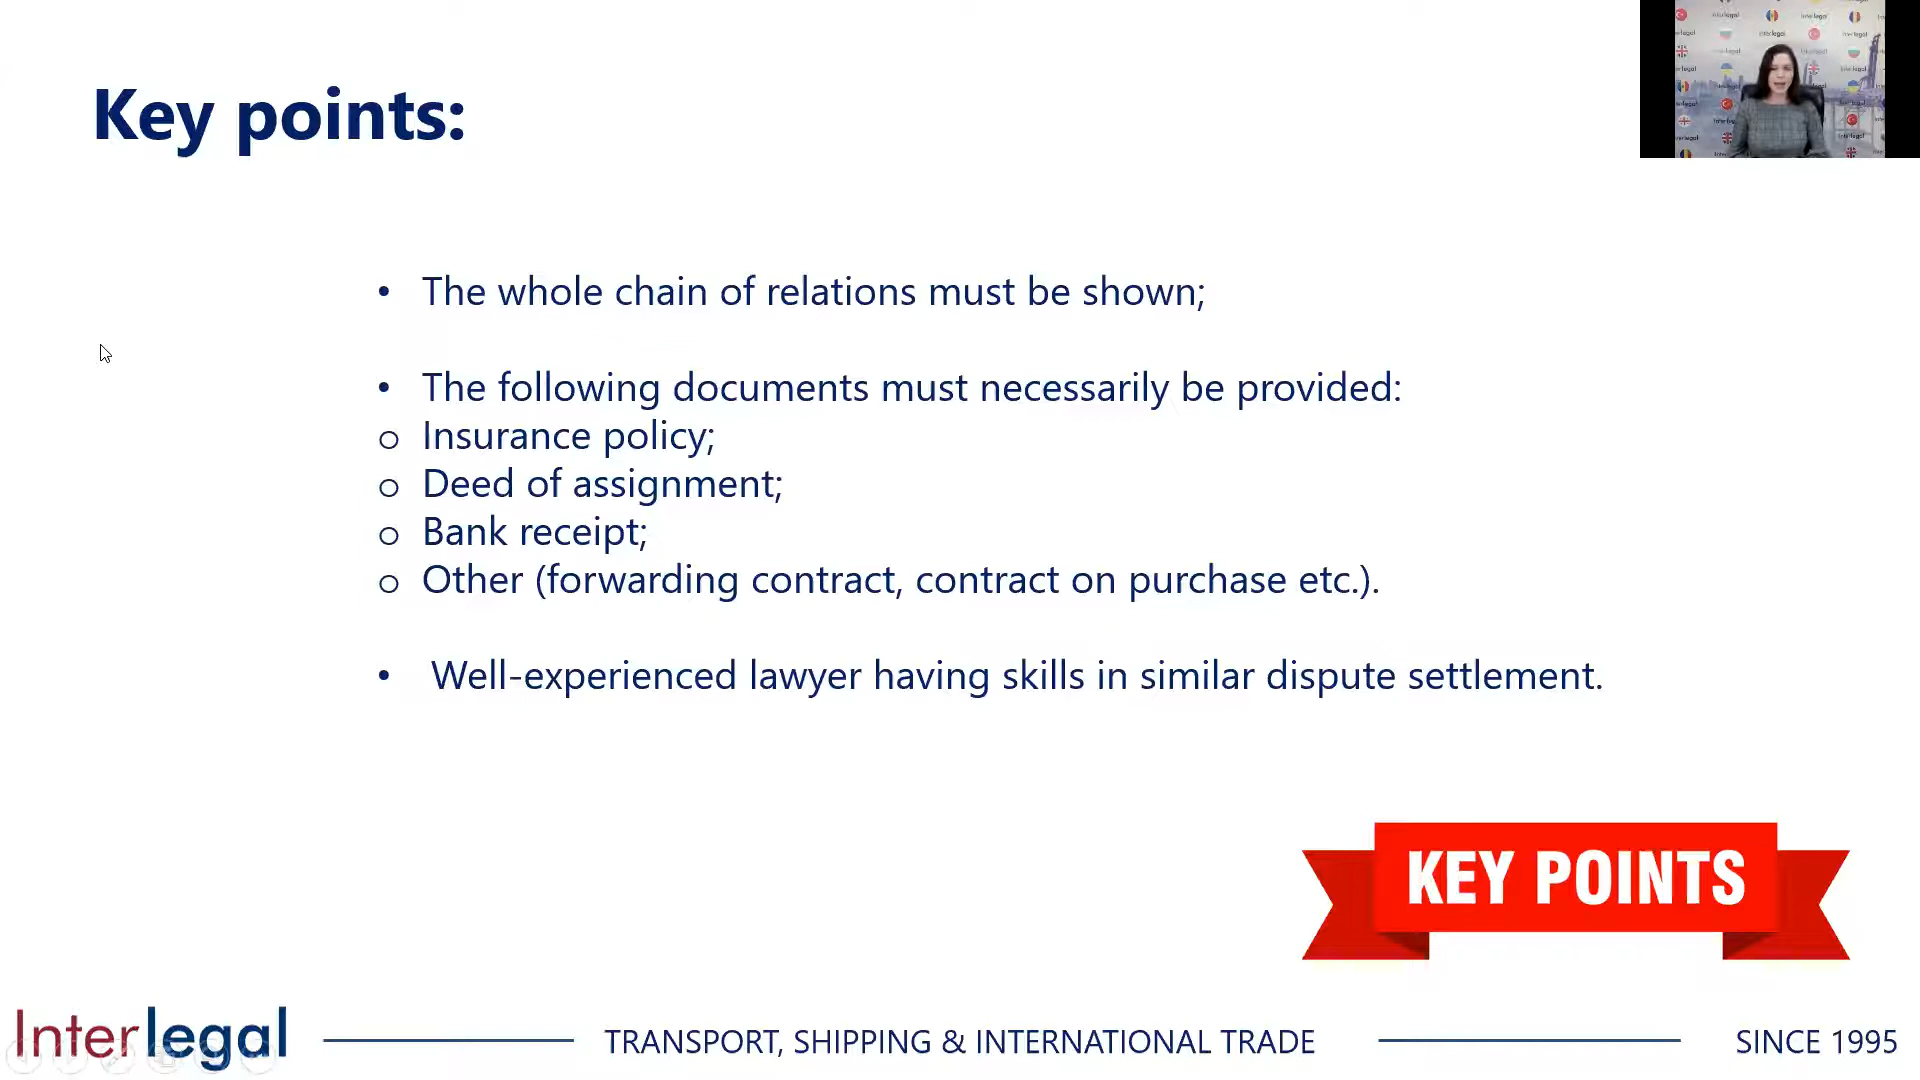 Key points:
• The whole chain of relations must be shown;
• The following documents must necessarily be provided:
o Insurance policy;
o Deed of assignment;
o Bank receipt;
o Other (forwarding contract, contract on purchase etc.).
• Well-experienced lawyer having skills in similar dispute settlement.
KEY POINTS
Interlegal
TRANSPORT, SHIPPING & INTERNATIONAL TRADE
SINCE 1995